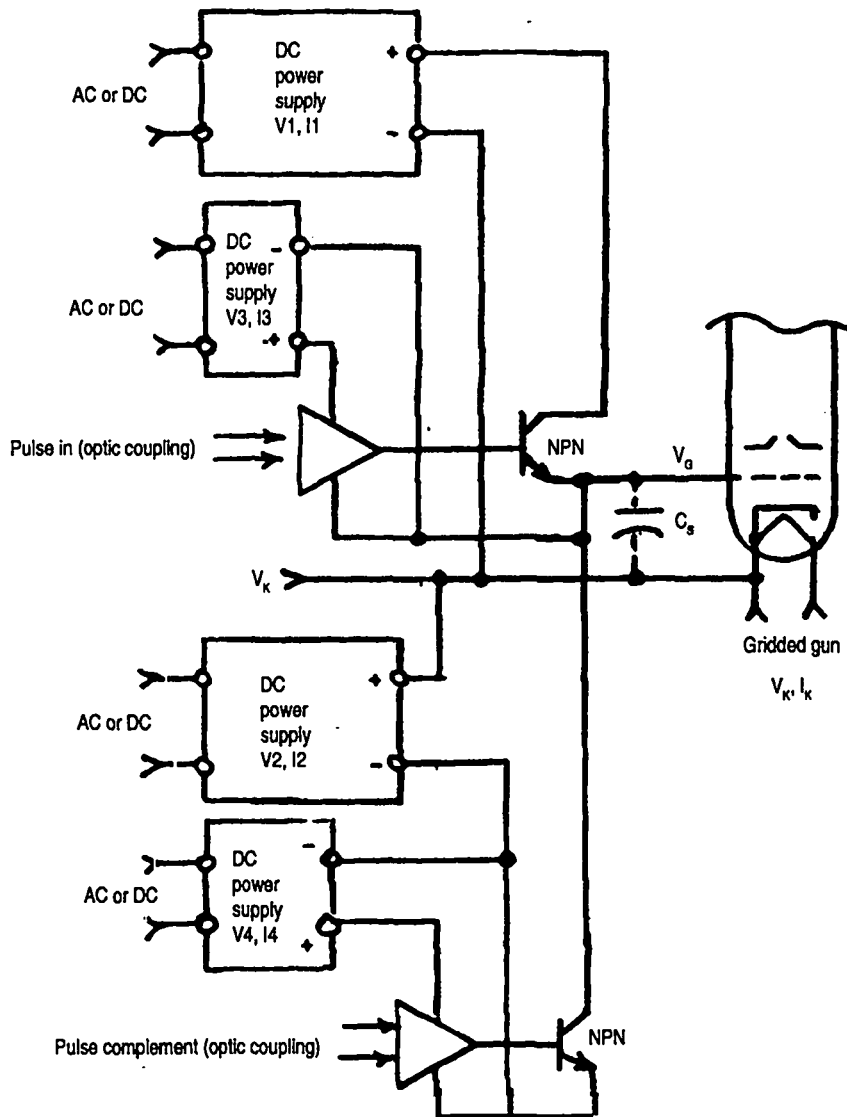 DC
power
supply
V1, I1
+
-
AC or DC
DC
power
supply
V3, I3
-
-+
AC or DC
Pulse in (optic coupling)
NPN
V_G
C_s
V_K
Gridded gun
V_K, I_K
DC
power
supply
V2, I2
+
-
AC or DC
DC
power
supply
V4, I4
-
+
AC or DC
Pulse complement (optic coupling)
NPN